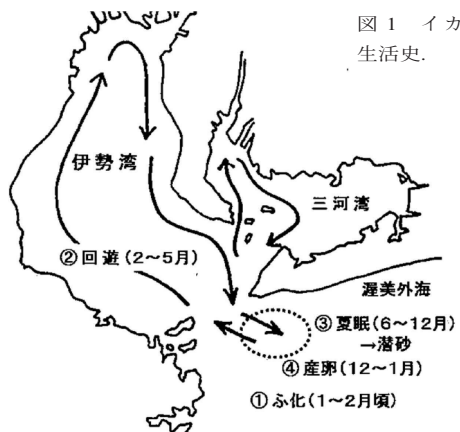 図1 イカ
生活史.
伊勢湾
三河湾
②回遊(2～5月)
渥美外海
③夏眠(6～12月)
→潜砂
④産卵(12～1月)
①ふ化(1～2月頃)